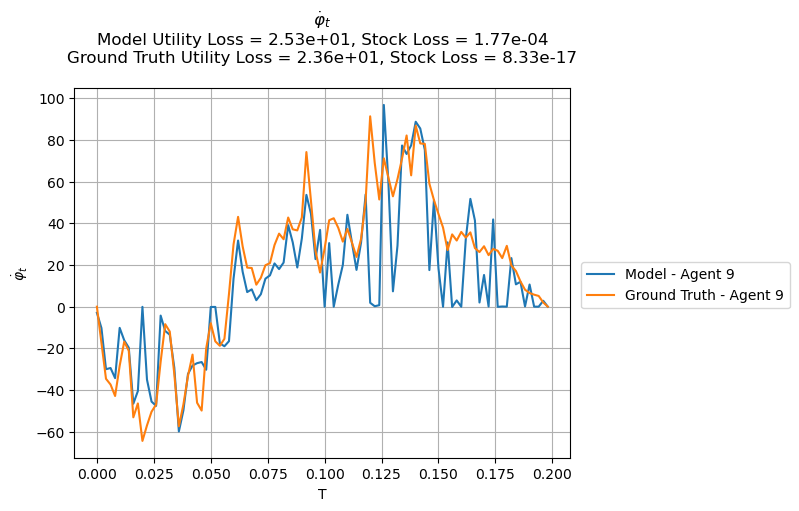 φ̇ₜ
Model Utility Loss = 2.53e+01, Stock Loss = 1.77e-04
Ground Truth Utility Loss = 2.36e+01, Stock Loss = 8.33e-17
100
80
60
40
20
0
−20
−40
−60
φ̇ₜ
0.000
0.025
0.050
0.075
0.100
0.125
0.150
0.175
0.200
T
Model - Agent 9
Ground Truth - Agent 9